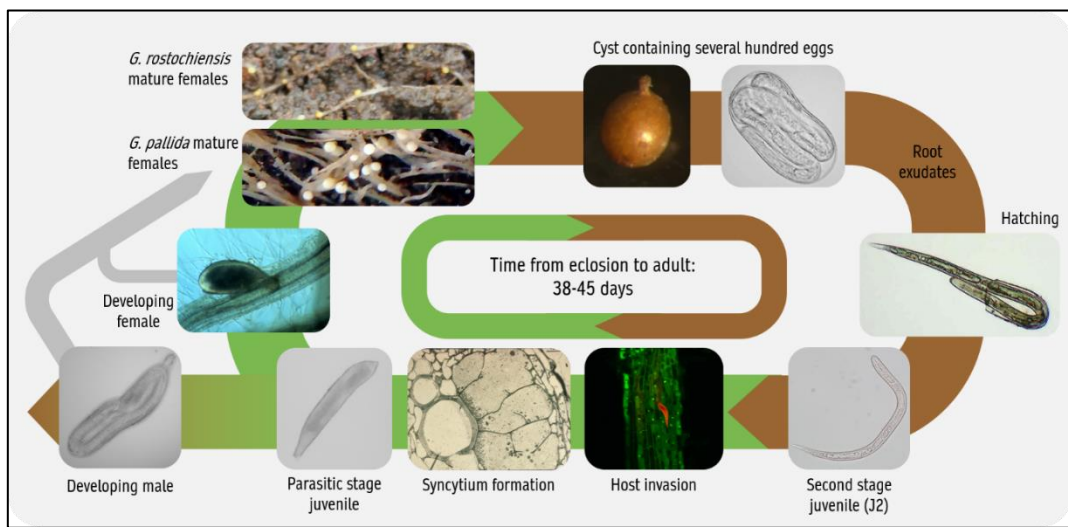 G. rostochiensis
mature females
G. pallida mature
females
Cyst containing several hundred eggs
Root
exudates
Hatching
Time from eclosion to adult:
38-45 days
Developing
female
Developing male
Parasitic stage
juvenile
Syncytium formation
Host invasion
Second stage
juvenile (J2)